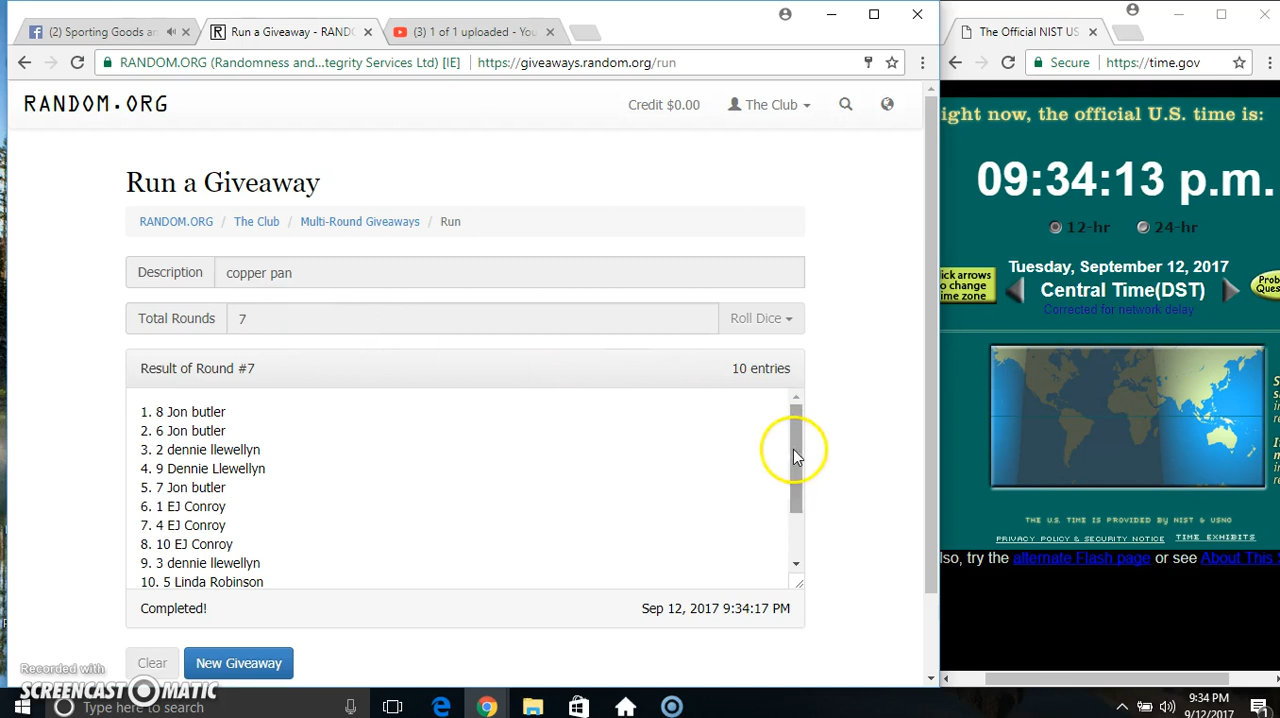 (2) Sporting Goods ar
Run a Giveaway - RANDO
(3) 1 of 1 uploaded - You
The Official NIST US
RANDOM.ORG (Randomness and...tegrity Services Ltd) [IE]
https://giveaways.random.org/run
Secure
https://time.gov
RANDOM.ORG
Credit $0.00
The Club
Run a Giveaway
RANDOM.ORG / The Club / Multi-Round Giveaways / Run
Description copper pan
Total Rounds 7 Roll Dice
Result of Round #7 10 entries
1. 8 Jon butler
2. 6 Jon butler
3. 2 dennie llewellyn
4. 9 Dennie Llewellyn
5. 7 Jon butler
6. 1 EJ Conroy
7. 4 EJ Conroy
8. 10 EJ Conroy
9. 3 dennie llewellyn
10. 5 Linda Robinson
Completed! Sep 12, 2017 9:34:17 PM
Clear New Giveaway
ight now, the official U.S. time is:
09:34:13 p.m.
12-hr 24-hr
Tuesday, September 12, 2017
Central Time(DST)
Corrected for network delay
ick arrows
o change
ime zone
Prob
Ques
THE U.S. TIME IS PROVIDED BY NIST & USNO
PRIVACY POLICY & SECURITY NOTICE TIME EXHIBITS
lso, try the alternate Flash page or see About This S
Recorded with
SCREENCAST-O-MATIC
Type here to search
9:34 PM
9/12/2017